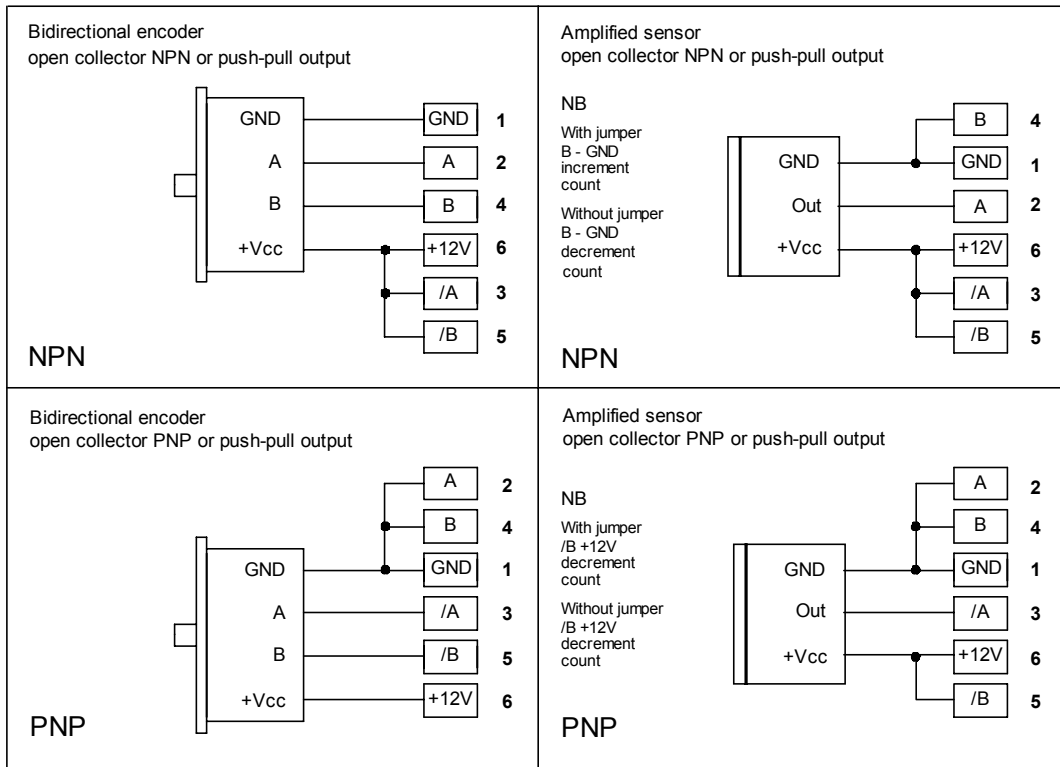 Bidirectional encoder
open collector NPN or push-pull output
GND GND 1
A A 2
B B 4
+Vcc +12V 6
/A 3
/B 5
NPN
Amplified sensor
open collector NPN or push-pull output
NB
With jumper
B - GND
increment
count
Without jumper
B - GND
decrement
count
B 4
GND GND 1
Out A 2
+Vcc +12V 6
/A 3
/B 5
NPN
Bidirectional encoder
open collector PNP or push-pull output
A 2
B 4
GND GND 1
A /A 3
B /B 5
+Vcc +12V 6
PNP
Amplified sensor
open collector PNP or push-pull output
NB
With jumper
/B +12V
decrement
count
Without jumper
/B +12V
decrement
count
A 2
B 4
GND GND 1
Out /A 3
+Vcc +12V 6
/B 5
PNP